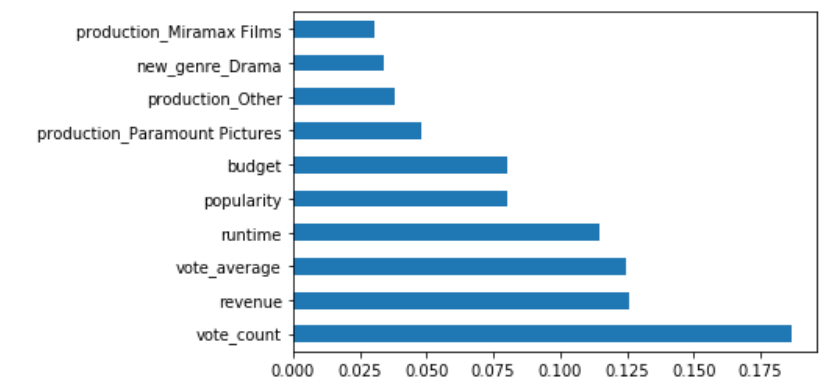 production_Miramax Films
new_genre_Drama
production_Other
production_Paramount Pictures
budget
popularity
runtime
vote_average
revenue
vote_count
0.000 0.025 0.050 0.075 0.100 0.125 0.150 0.175